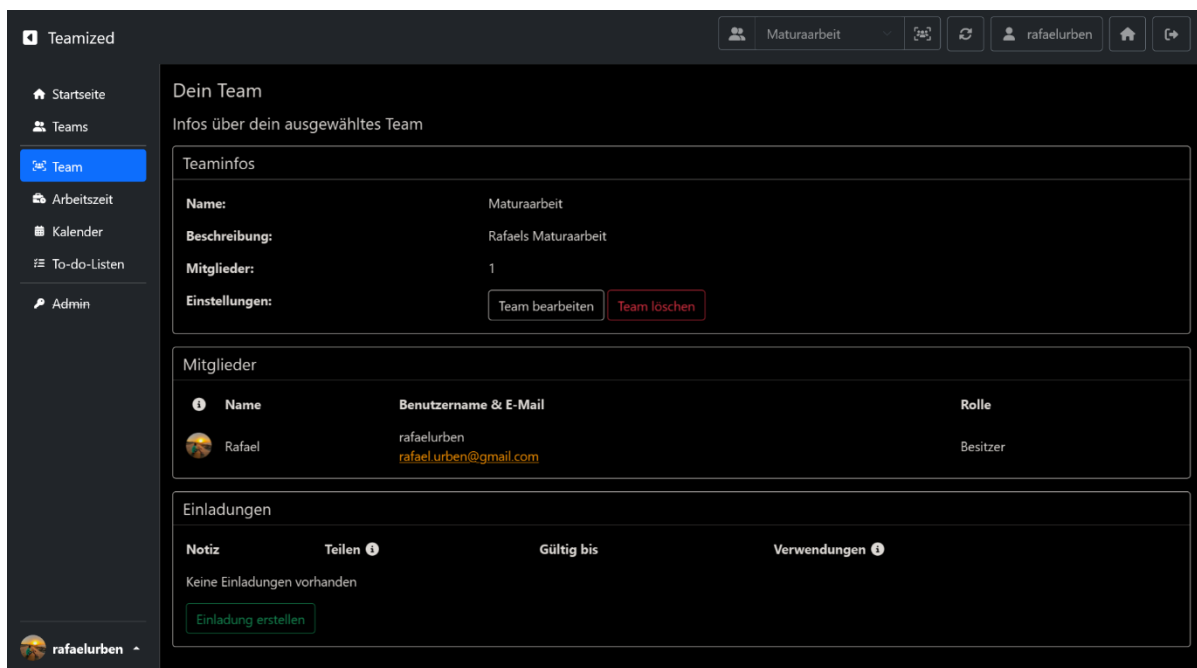 Teamized
Maturaarbeit
rafaelurben
Startseite
Teams
Team
Arbeitszeit
Kalender
To-do-Listen
Admin
rafaelurben
Dein Team
Infos über dein ausgewähltes Team
Teaminfos
Name: Maturaarbeit
Beschreibung: Rafaels Maturaarbeit
Mitglieder: 1
Einstellungen: Team bearbeiten Team löschen
Mitglieder
Name Benutzername & E-Mail Rolle
Rafael rafaelurben Besitzer
rafael.urben@gmail.com
Einladungen
Notiz Teilen Gültig bis Verwendungen
Keine Einladungen vorhanden
Einladung erstellen